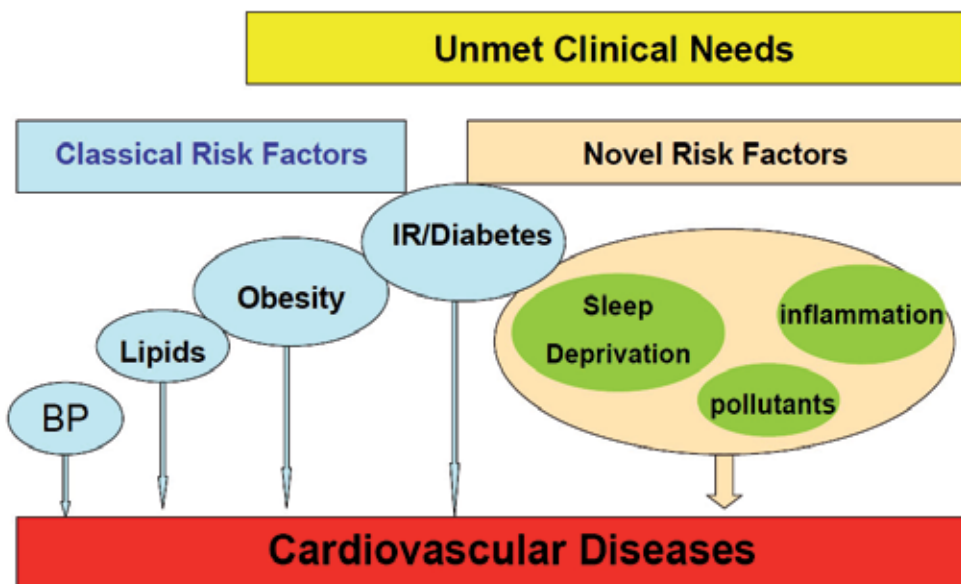 Unmet Clinical Needs
Classical Risk Factors
Novel Risk Factors
IR/Diabetes
Obesity
Lipids
BP
Sleep
Deprivation
inflammation
pollutants
Cardiovascular Diseases